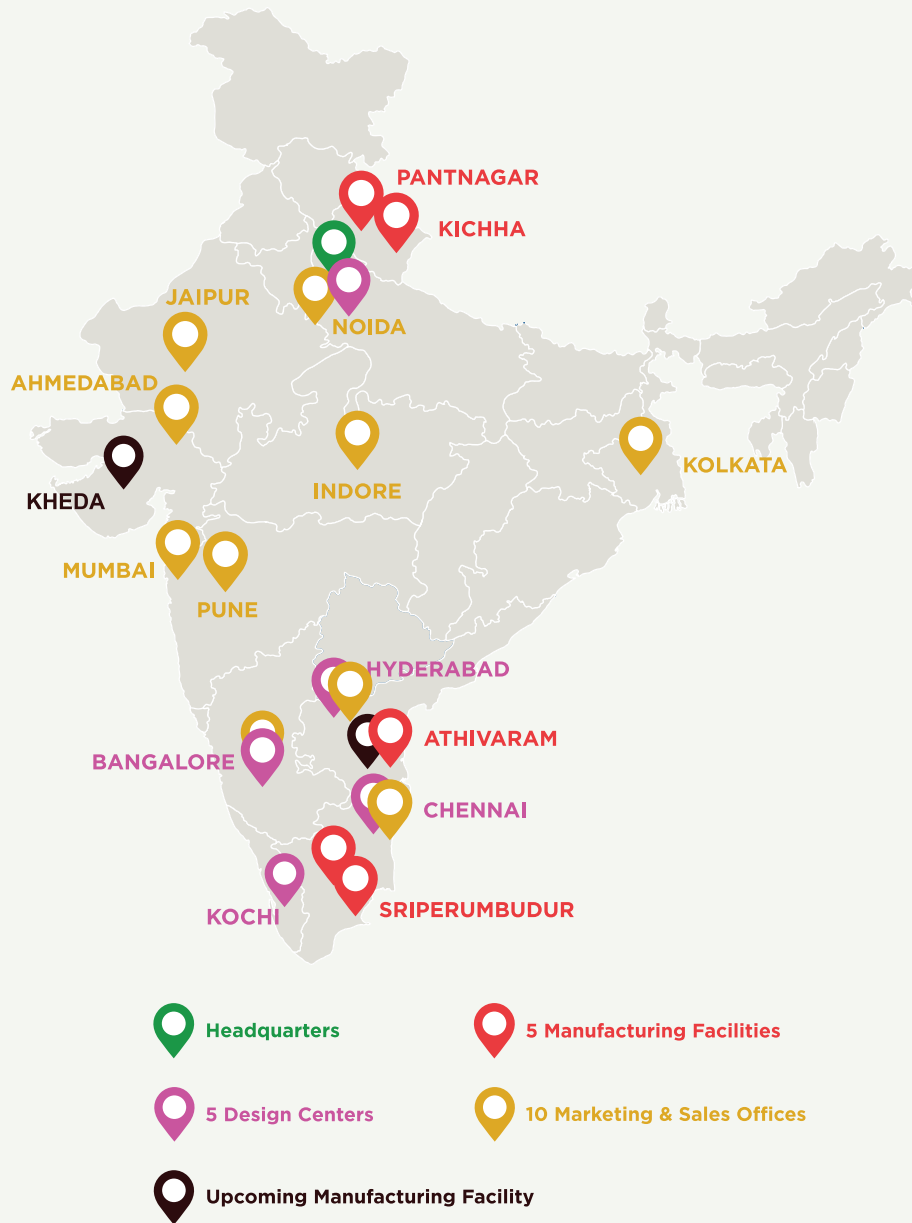 PANTNAGAR
KICHHA
JAIPUR
NOIDA
AHMEDABAD
KOLKATA
INDORE
KHEDA
MUMBAI
PUNE
HYDERABAD
ATHIVARAM
BANGALORE
CHENNAI
KOCHI
SRIPERUMBUDUR
Headquarters
5 Manufacturing Facilities
5 Design Centers
10 Marketing & Sales Offices
Upcoming Manufacturing Facility